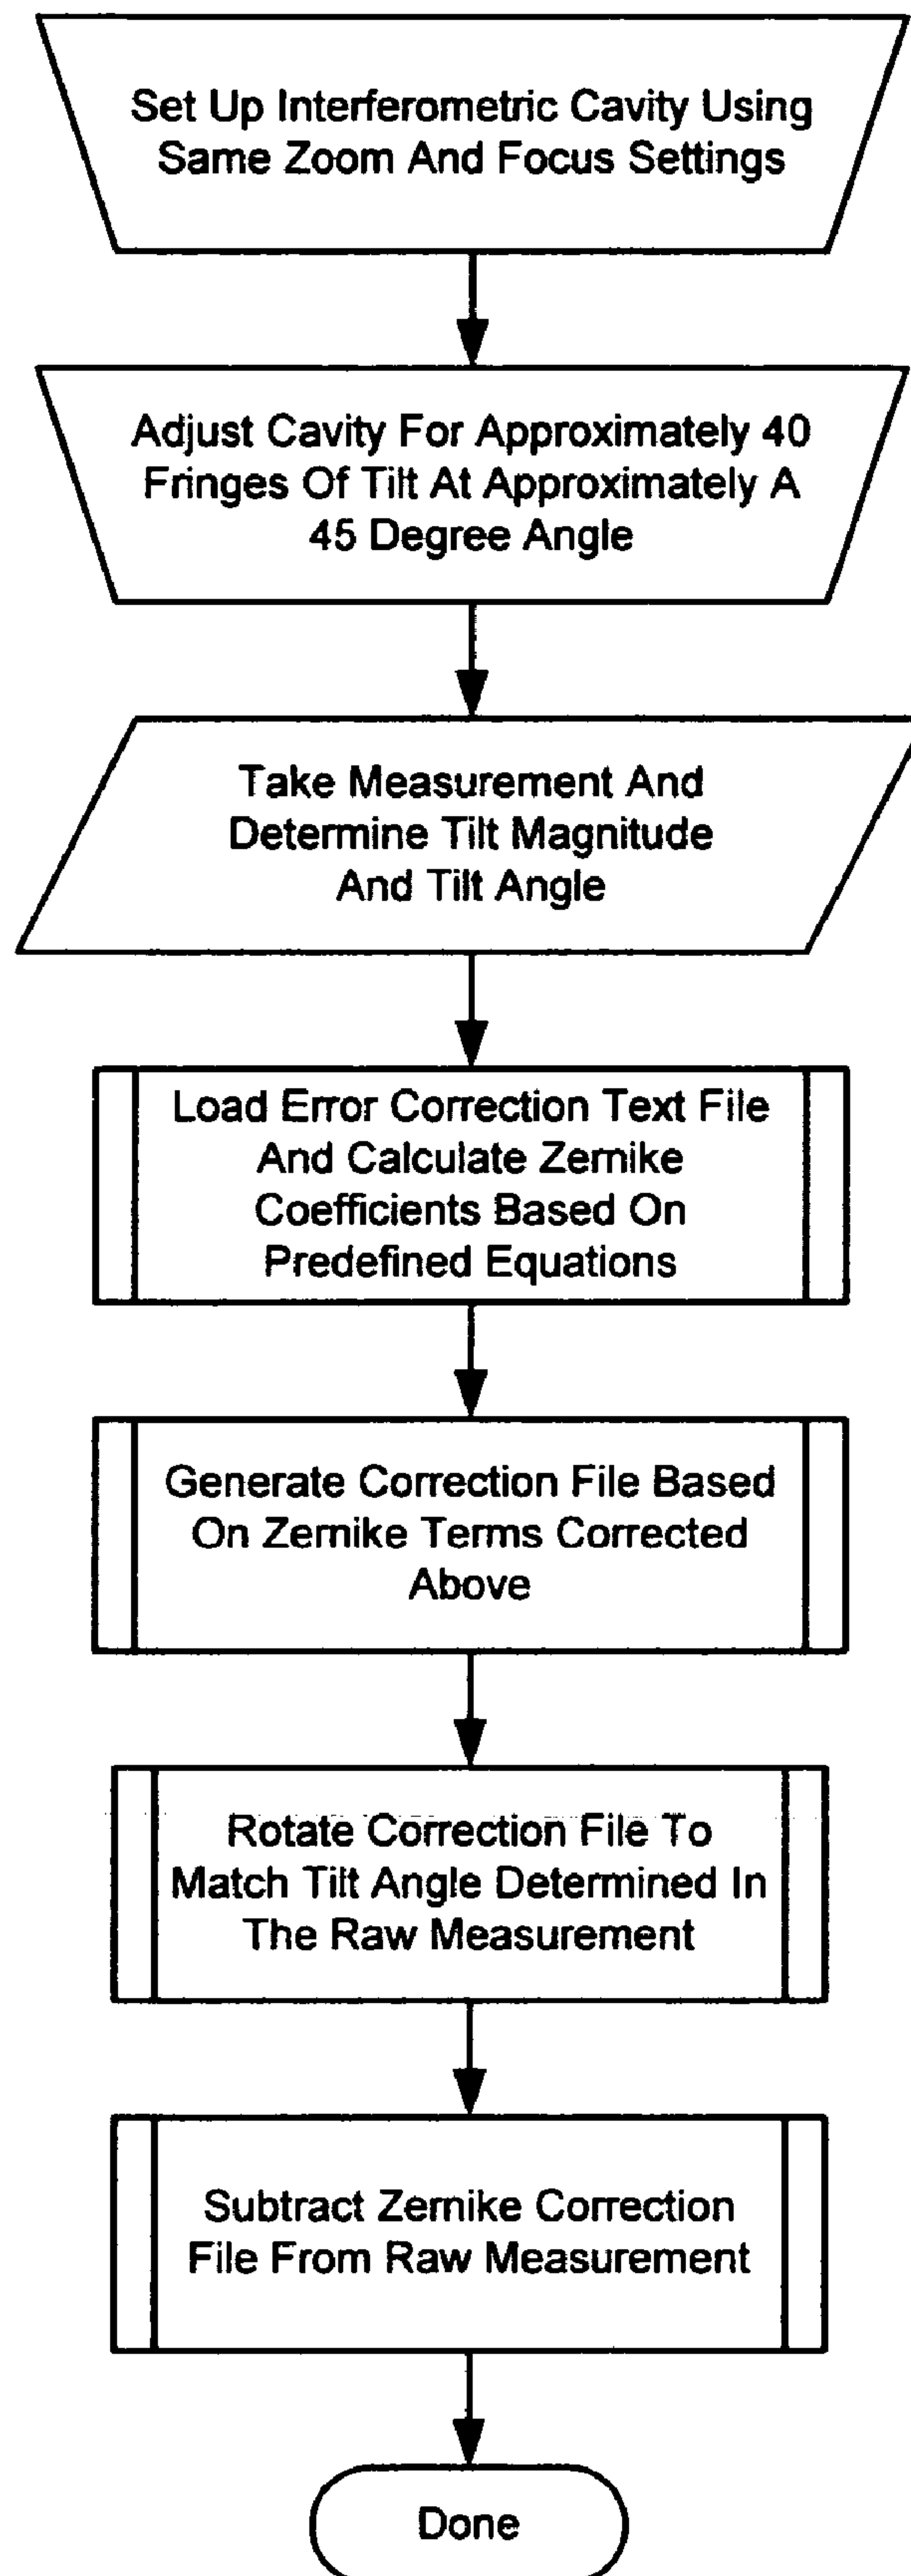 Set Up Interferometric Cavity Using
Same Zoom And Focus Settings
Adjust Cavity For Approximately 40
Fringes Of Tilt At Approximately A
45 Degree Angle
Take Measurement And
Determine Tilt Magnitude
And Tilt Angle
Load Error Correction Text File
And Calculate Zernike
Coefficients Based On
Predefined Equations
Generate Correction File Based
On Zernike Terms Corrected
Above
Rotate Correction File To
Match Tilt Angle Determined In
The Raw Measurement
Subtract Zernike Correction
File From Raw Measurement
Done